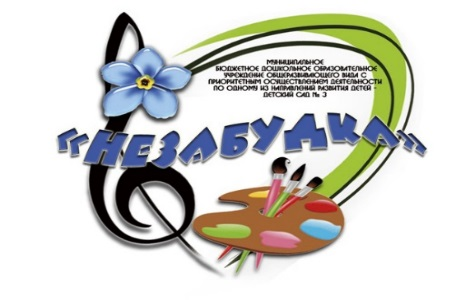 МУНИЦИПАЛЬНОЕ
БЮДЖЕТНОЕ ДОШКОЛЬНОЕ ОБРАЗОВАТЕЛЬНОЕ
УЧРЕЖДЕНИЕ ОБЩЕРАЗВИВАЮЩЕГО ВИДА С
ПРИОРИТЕТНЫМ ОСУЩЕСТВЛЕНИЕМ ДЕЯТЕЛЬНОСТИ
ПО ОДНОМУ ИЗ НАПРАВЛЕНИЙ РАЗВИТИЯ ДЕТЕЙ -
ДЕТСКИЙ САД № 3
«НЕЗАБУДКА»